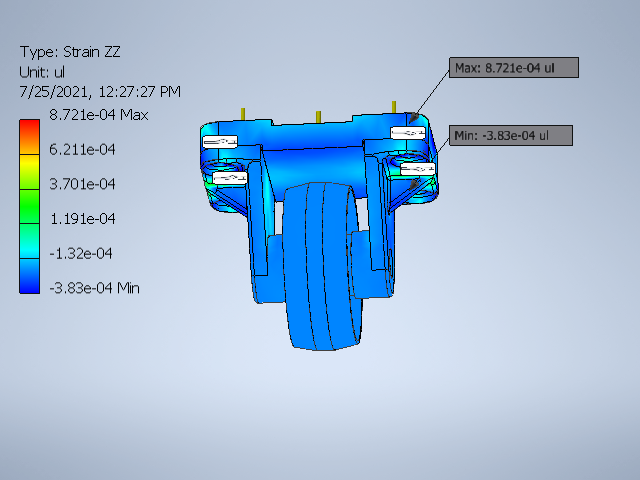 Type: Strain ZZ
Unit: ul
7/25/2021, 12:27:27 PM
8.721e-04 Max
6.211e-04
3.701e-04
1.191e-04
-1.32e-04
-3.83e-04 Min
Max: 8.721e-04 ul
Min: -3.83e-04 ul